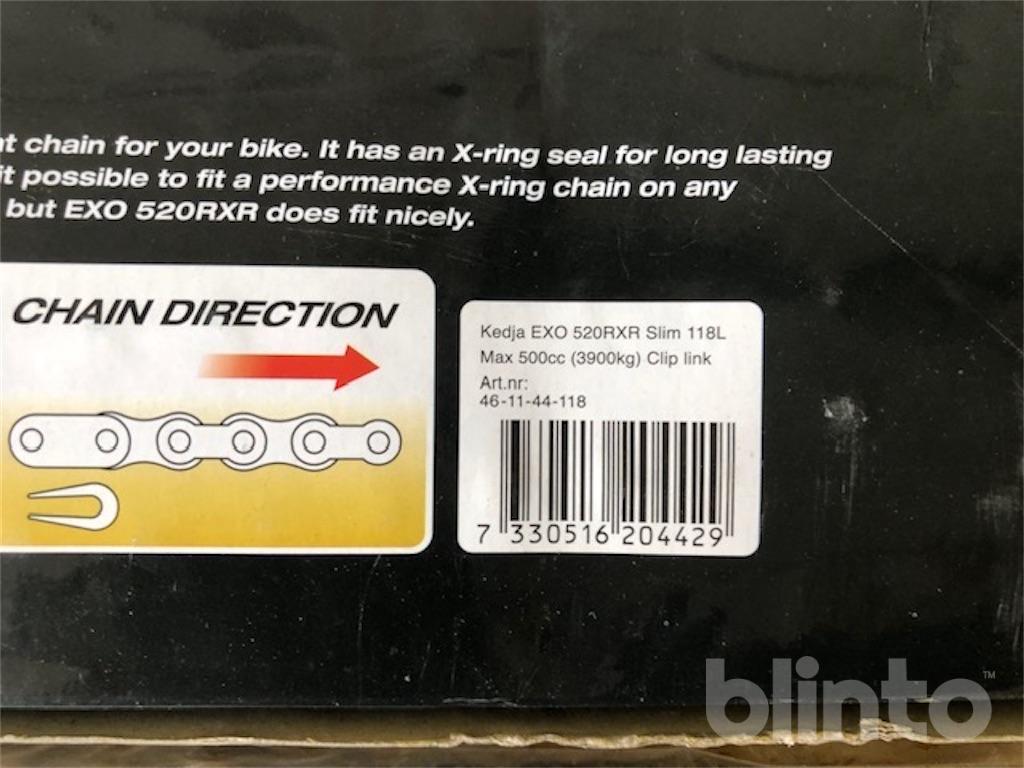 chain for your bike. It has an X-ring seal for long lasting
it possible to fit a performance X-ring chain on any
but EXO 520RXR does fit nicely.
CHAIN DIRECTION
Kedja EXO 520RXR Slim 118L
Max 500cc (3900kg) Clip link
Art.nr:
46-11-44-118
7 330516 204429
blinto™